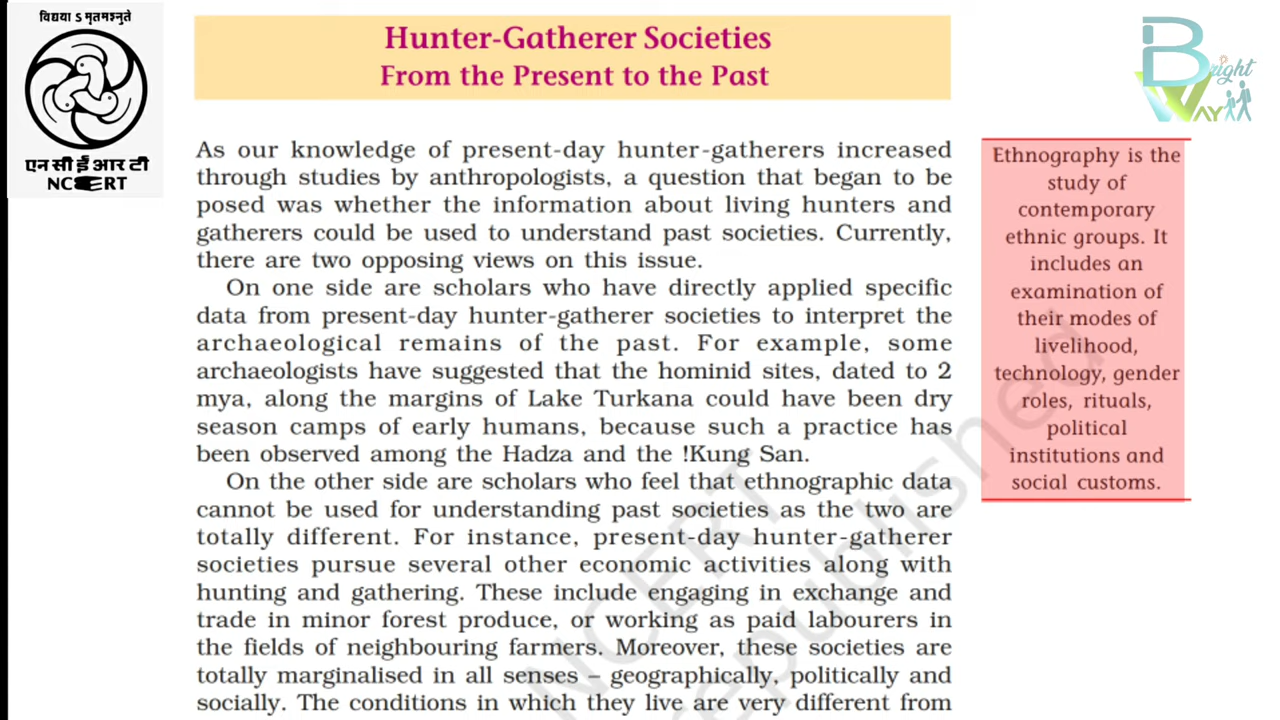 विद्यया ऽ मृतमश्नुते
एन सी ई आर टी
NCERT
Hunter-Gatherer Societies
From the Present to the Past
Bright
WAY
As our knowledge of present-day hunter-gatherers increased
through studies by anthropologists, a question that began to be
posed was whether the information about living hunters and
gatherers could be used to understand past societies. Currently,
there are two opposing views on this issue.
On one side are scholars who have directly applied specific
data from present-day hunter-gatherer societies to interpret the
archaeological remains of the past. For example, some
archaeologists have suggested that the hominid sites, dated to 2
mya, along the margins of Lake Turkana could have been dry
season camps of early humans, because such a practice has
been observed among the Hadza and the !Kung San.
On the other side are scholars who feel that ethnographic data
cannot be used for understanding past societies as the two are
totally different. For instance, present-day hunter-gatherer
societies pursue several other economic activities along with
hunting and gathering. These include engaging in exchange and
trade in minor forest produce, or working as paid labourers in
the fields of neighbouring farmers. Moreover, these societies are
totally marginalised in all senses – geographically, politically and
socially. The conditions in which they live are very different from
Ethnography is the
study of
contemporary
ethnic groups. It
includes an
examination of
their modes of
livelihood,
technology, gender
roles, rituals,
political
institutions and
social customs.
NCERT
republished